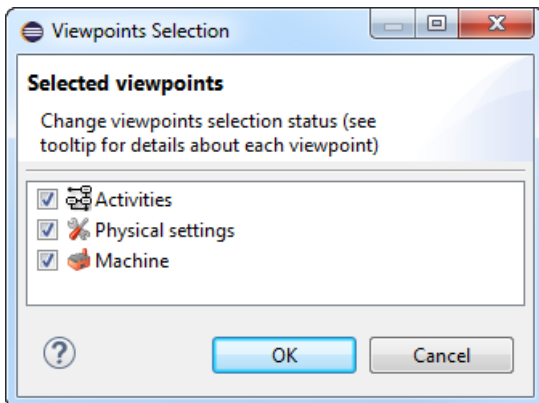 Viewpoints Selection
Selected viewpoints
Change viewpoints selection status (see
tooltip for details about each viewpoint)
Activities
Physical settings
Machine
?
OK
Cancel